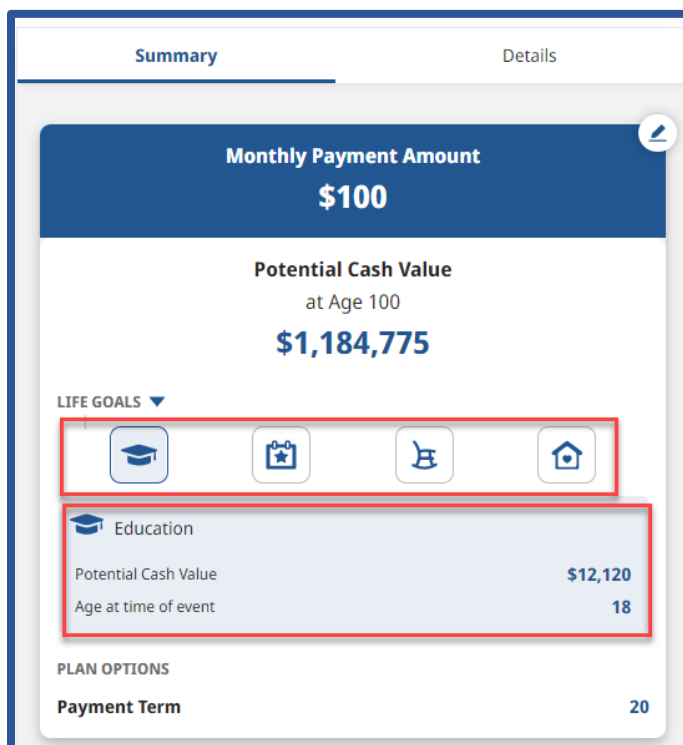 Summary Details
Monthly Payment Amount
$100
Potential Cash Value
at Age 100
$1,184,775
LIFE GOALS
Education
Potential Cash Value $12,120
Age at time of event 18
PLAN OPTIONS
Payment Term 20